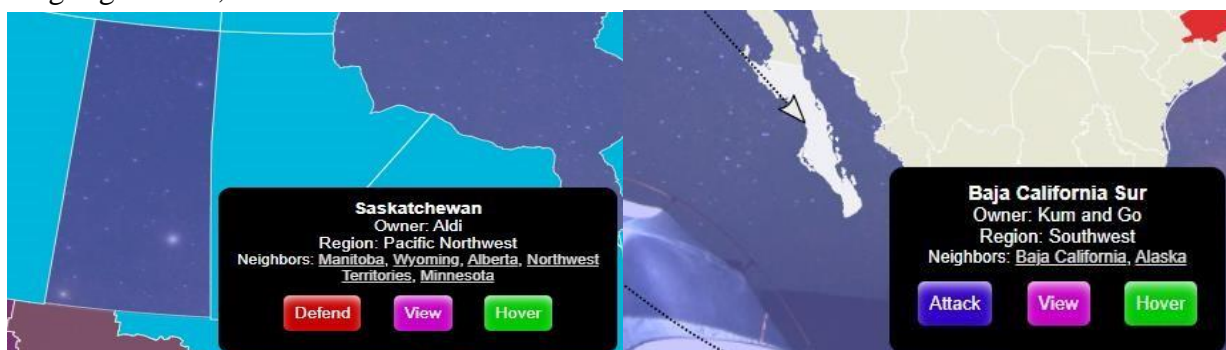 Saskatchewan
Owner: Aldi
Region: Pacific Northwest
Neighbors: Manitoba, Wyoming, Alberta, Northwest
Territories, Minnesota
Defend View Hover
Baja California Sur
Owner: Kum and Go
Region: Southwest
Neighbors: Baja California, Alaska
Attack View Hover